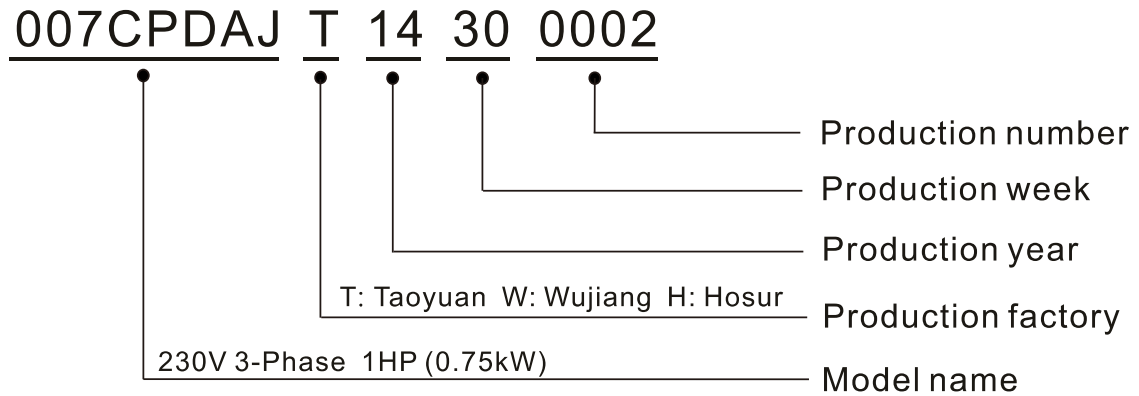 007CPDAJ T 14 30 0002
Production number
Production week
Production year
T: Taoyuan W: Wujiang H: Hosur
Production factory
230V 3-Phase 1HP (0.75kW)
Model name